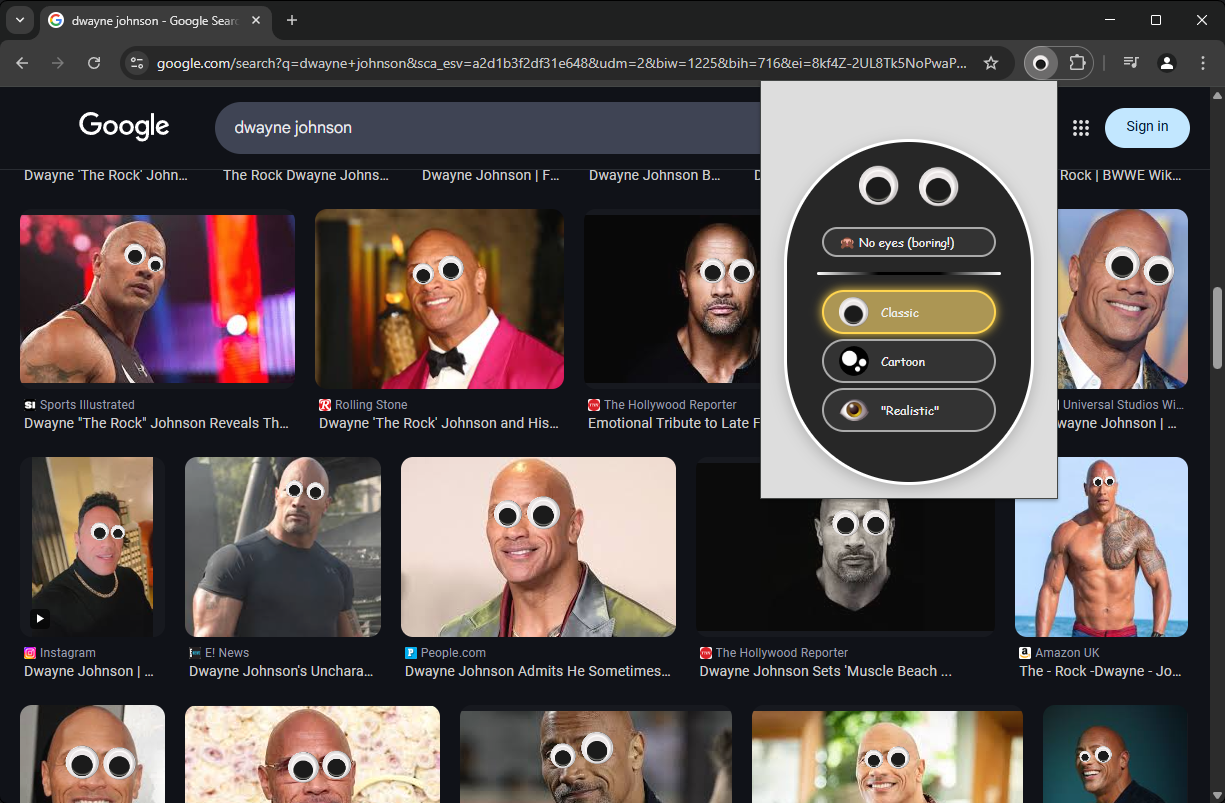 dwayne johnson - Google Sear
google.com/search?q=dwayne+johnson&sca_esv=a2d1b3f2df31e648&udm=2&biw=1225&bih=716&ei=8kf4Z-2UL8Tk5NoPwaP...
Google
dwayne johnson
Sign in
Dwayne 'The Rock' John...
The Rock Dwayne Johns...
Dwayne Johnson | F...
Dwayne Johnson B...
Rock | BWWE Wik...
No eyes (boring!)
Classic
Cartoon
"Realistic"
Sports Illustrated
Dwayne "The Rock" Johnson Reveals Th...
Rolling Stone
Dwayne 'The Rock' Johnson and His...
The Hollywood Reporter
Emotional Tribute to Late F
| Universal Studios Wi...
wayne Johnson | ...
Instagram
Dwayne Johnson | ...
E! News
Dwayne Johnson's Unchara...
People.com
Dwayne Johnson Admits He Sometimes...
The Hollywood Reporter
Dwayne Johnson Sets 'Muscle Beach ...
Amazon UK
The - Rock -Dwayne - Jo...